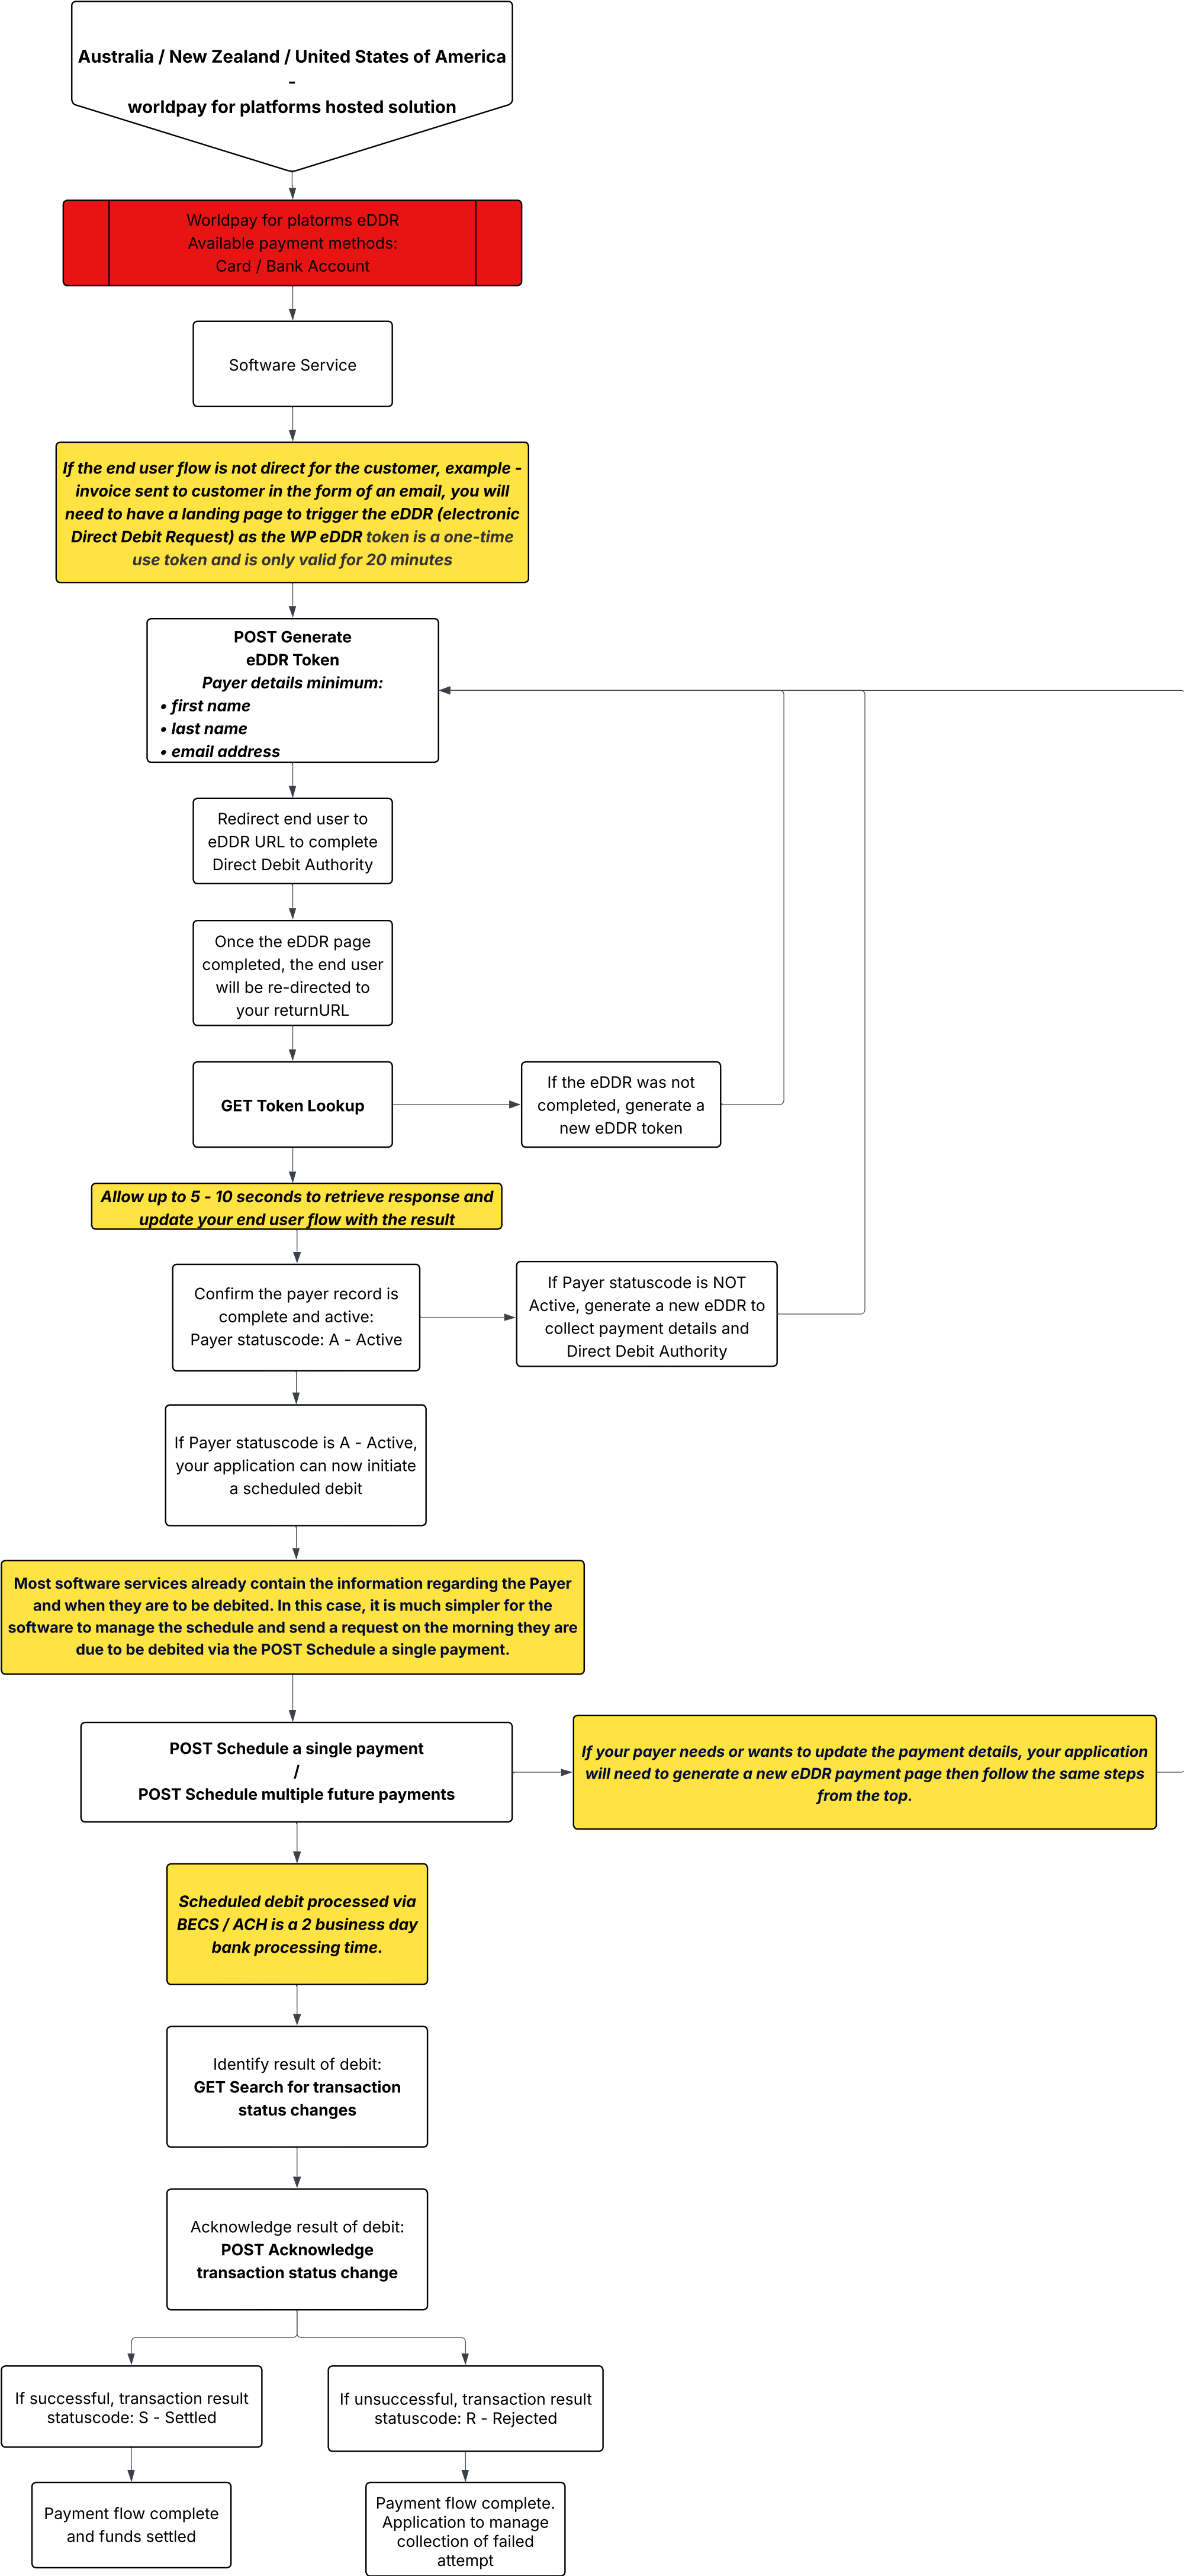 Australia / New Zealand / United States of America
-
worldpay for platforms hosted solution
Worldpay for platorms eDDR
Available payment methods:
Card / Bank Account
Software Service
If the end user flow is not direct for the customer, example -
invoice sent to customer in the form of an email, you will
need to have a landing page to trigger the eDDR (electronic
Direct Debit Request) as the WP eDDR token is a one-time
use token and is only valid for 20 minutes
POST Generate
eDDR Token
Payer details minimum:
• first name
• last name
• email address
Redirect end user to
eDDR URL to complete
Direct Debit Authority
Once the eDDR page
completed, the end user
will be re-directed to
your returnURL
GET Token Lookup
If the eDDR was not
completed, generate a
new eDDR token
Allow up to 5 - 10 seconds to retrieve response and
update your end user flow with the result
Confirm the payer record is
complete and active:
Payer statuscode: A - Active
If Payer statuscode is NOT
Active, generate a new eDDR to
collect payment details and
Direct Debit Authority
If Payer statuscode is A - Active,
your application can now initiate
a scheduled debit
Most software services already contain the information regarding the Payer
and when they are to be debited. In this case, it is much simpler for the
software to manage the schedule and send a request on the morning they are
due to be debited via the POST Schedule a single payment.
POST Schedule a single payment
/
POST Schedule multiple future payments
If your payer needs or wants to update the payment details, your application
will need to generate a new eDDR payment page then follow the same steps
from the top.
Scheduled debit processed via
BECS / ACH is a 2 business day
bank processing time.
Identify result of debit:
GET Search for transaction
status changes
Acknowledge result of debit:
POST Acknowledge
transaction status change
If successful, transaction result
statuscode: S - Settled
If unsuccessful, transaction result
statuscode: R - Rejected
Payment flow complete
and funds settled
Payment flow complete.
Application to manage
collection of failed
attempt